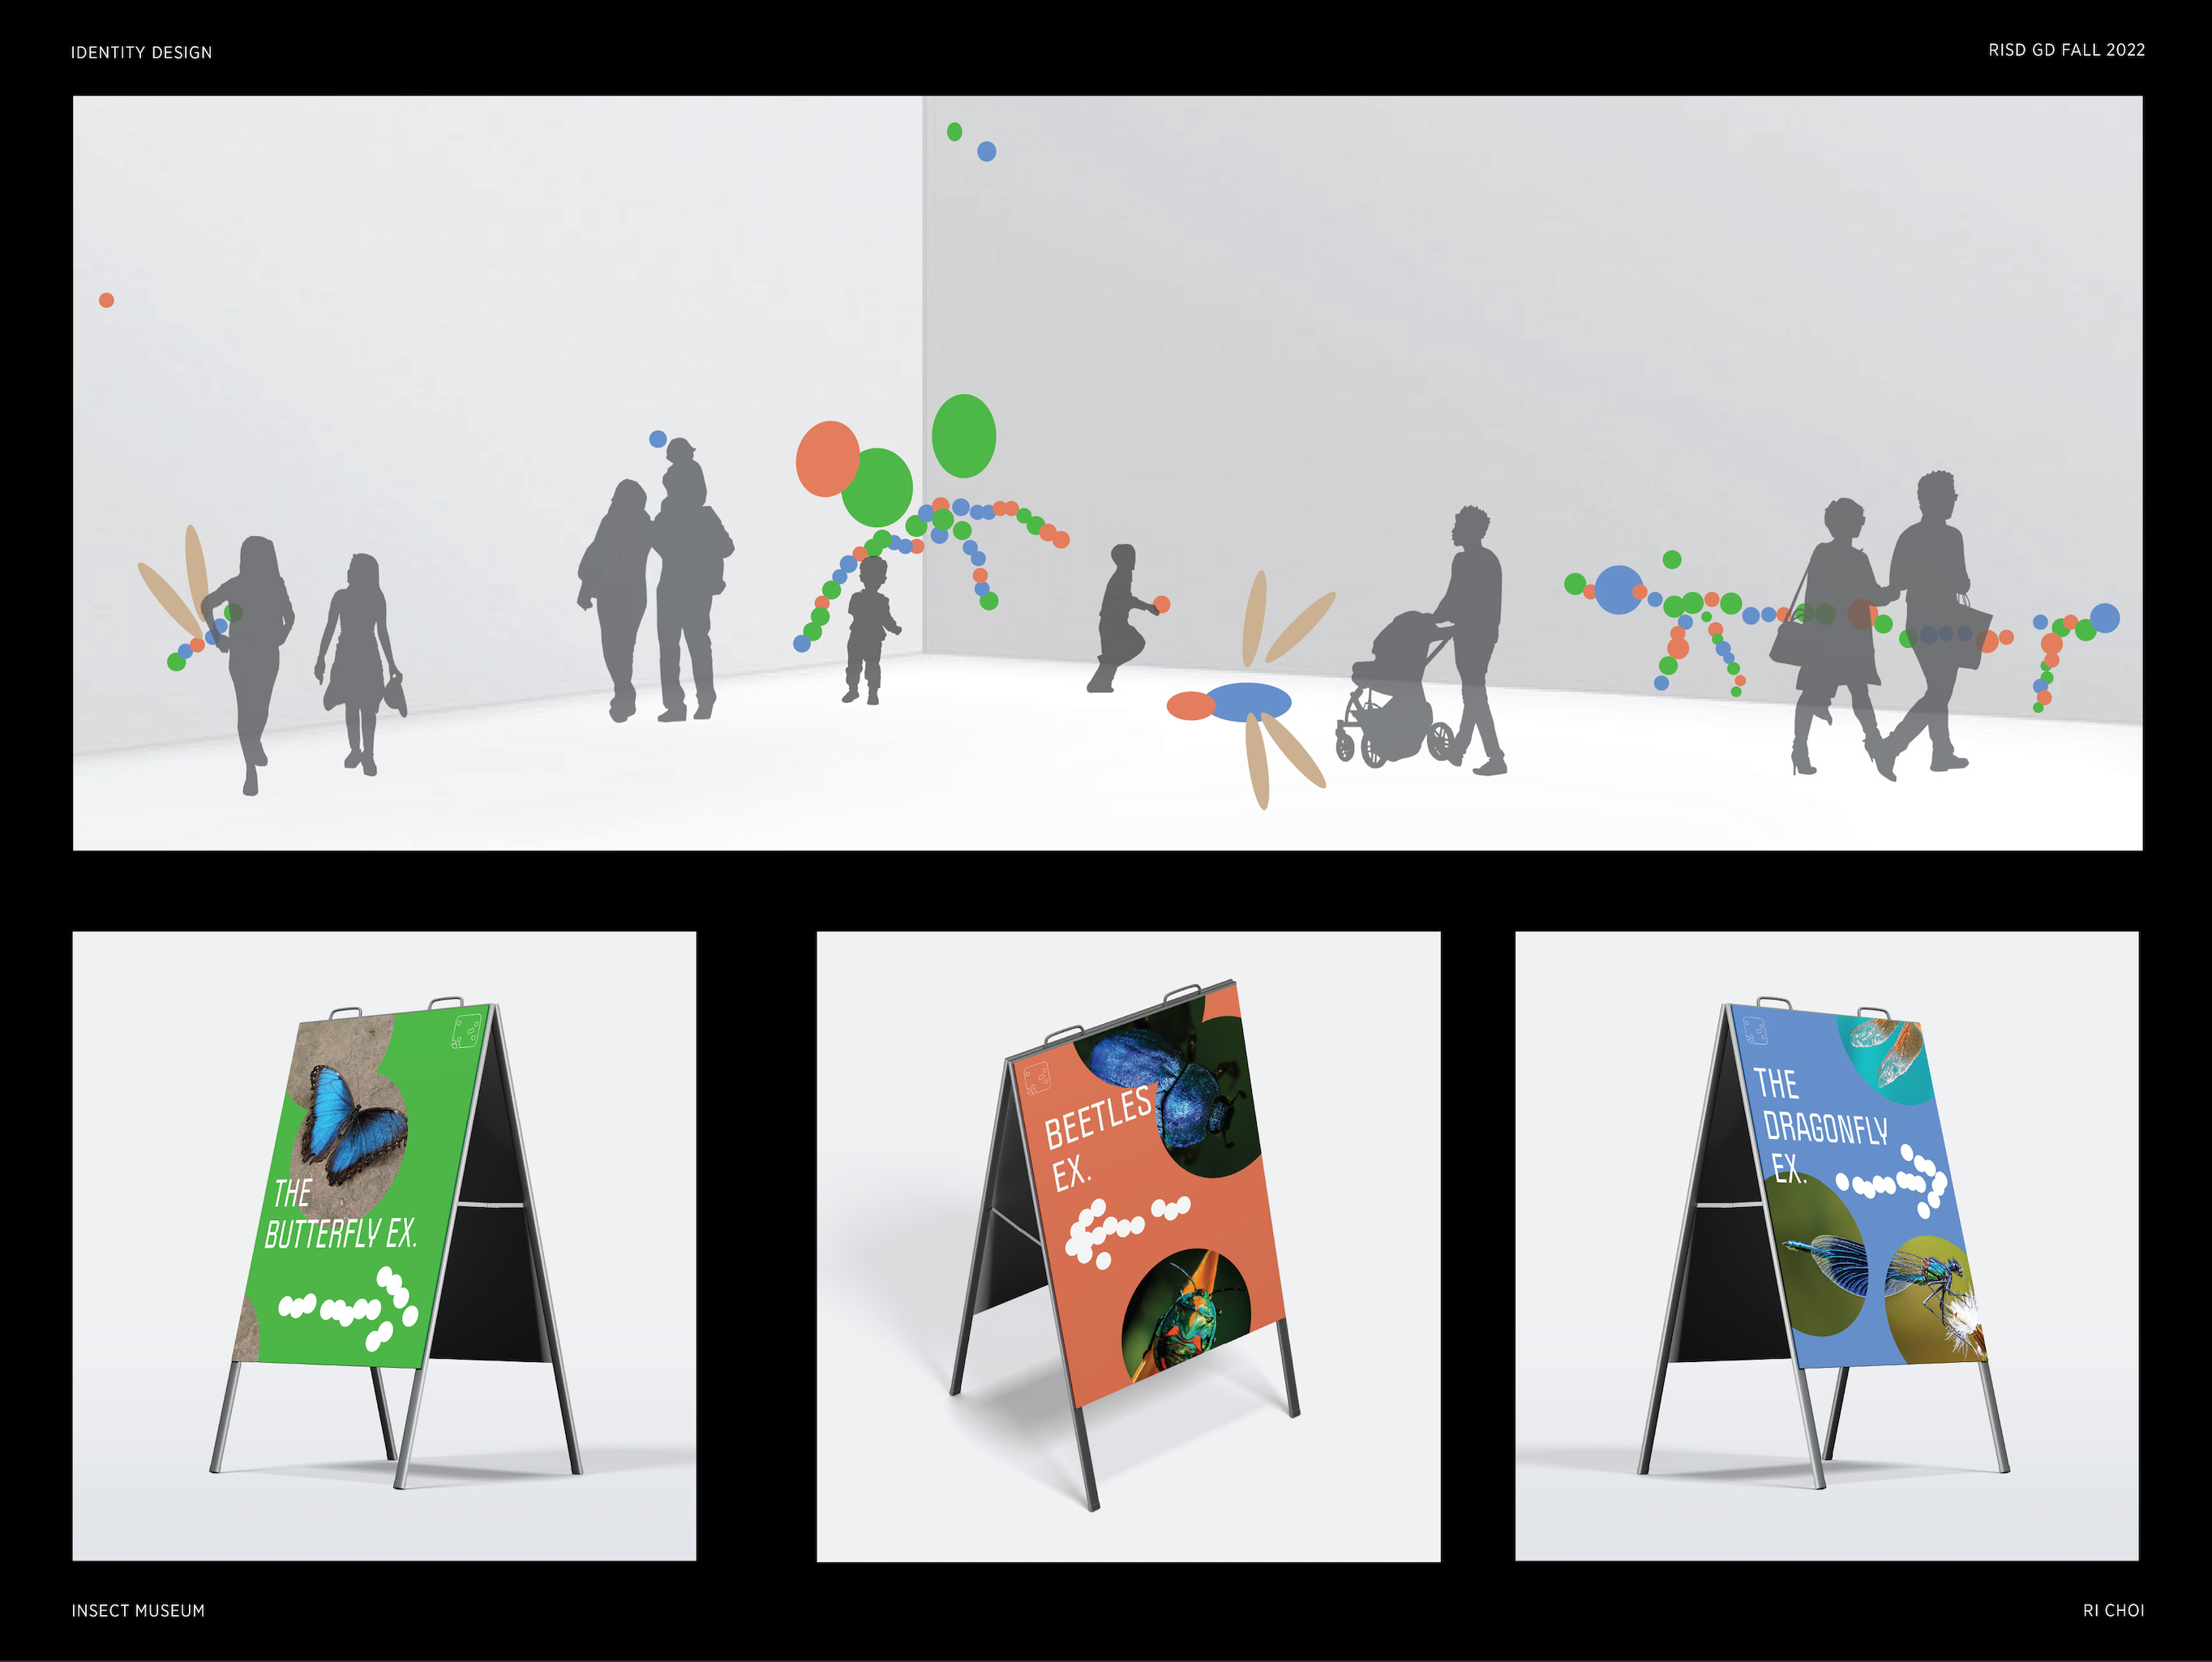 IDENTITY DESIGN
RISD GD FALL 2022
THE
BUTTERFLY EX.
BEETLES
EX.
THE
DRAGONFLY
EX.
INSECT MUSEUM
RI CHOI